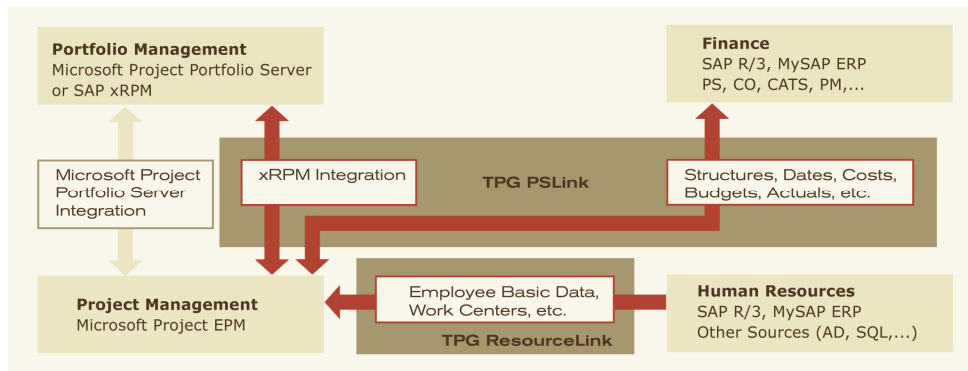 Portfolio Management
Microsoft Project Portfolio Server
or SAP xRPM
Finance
SAP R/3, MySAP ERP
PS, CO, CATS, PM,...
Microsoft Project
Portfolio Server
Integration
xRPM Integration
TPG PSLink
Structures, Dates, Costs,
Budgets, Actuals, etc.
Project Management
Microsoft Project EPM
Employee Basic Data,
Work Centers, etc.
TPG ResourceLink
Human Resources
SAP R/3, MySAP ERP
Other Sources (AD, SQL,...)